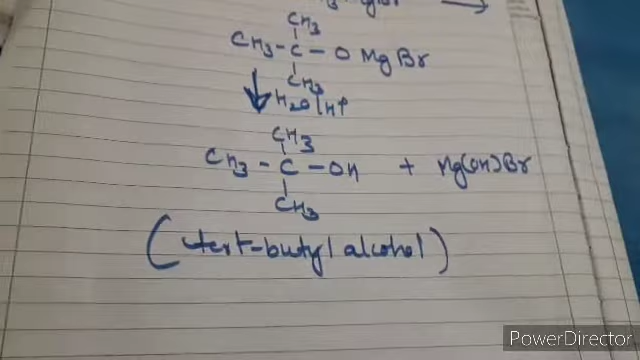 CH3
CH3-C-O MgBr
CH3
H2O/H+
CH3
CH3-C-OH + Mg(OH)Br
CH3
(tert-butyl alcohol)
PowerDirector